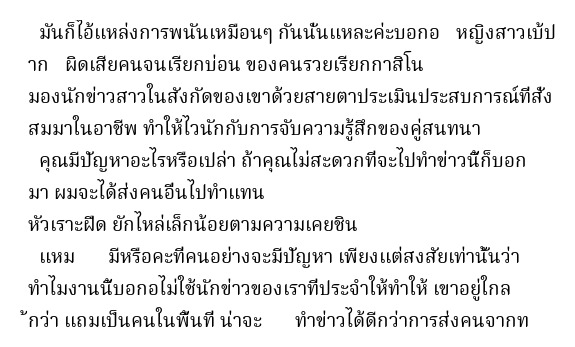 มันก็ไอ้แหล่งการพนันเหมือนๆ กันนั่นแหละค่ะบอกอ หญิงสาวเบ้ป
าก ผิดเสียคนจนเรียกบ่อน ของคนรวยเรียกกาสิโน
มองนักข่าวสาวในสังกัดของเขาด้วยสายตาประเมินประสบการณ์ที่สั่ง
สมมาในอาชีพ ทำให้ไวนักกับการจับความรู้สึกของคู่สนทนา
คุณมีปัญหาอะไรหรือเปล่า ถ้าคุณไม่สะดวกที่จะไปทำข่าวนี้ก็บอก
มา ผมจะได้ส่งคนอื่นไปทำแทน
หัวเราะฝืด ยักไหล่เล็กน้อยตามความเคยชิน
แหม มีหรือคะที่คนอย่างจะมีปัญหา เพียงแต่สงสัยเท่านั้นว่า
ทำไมงานนี้บอกอไม่ใช้นักข่าวของเราที่ประจำให้ทำให้ เขาอยู่ใกล
้กว่า แถมเป็นคนในพื้นที่ น่าจะ ทำข่าวได้ดีกว่าการส่งคนจากท